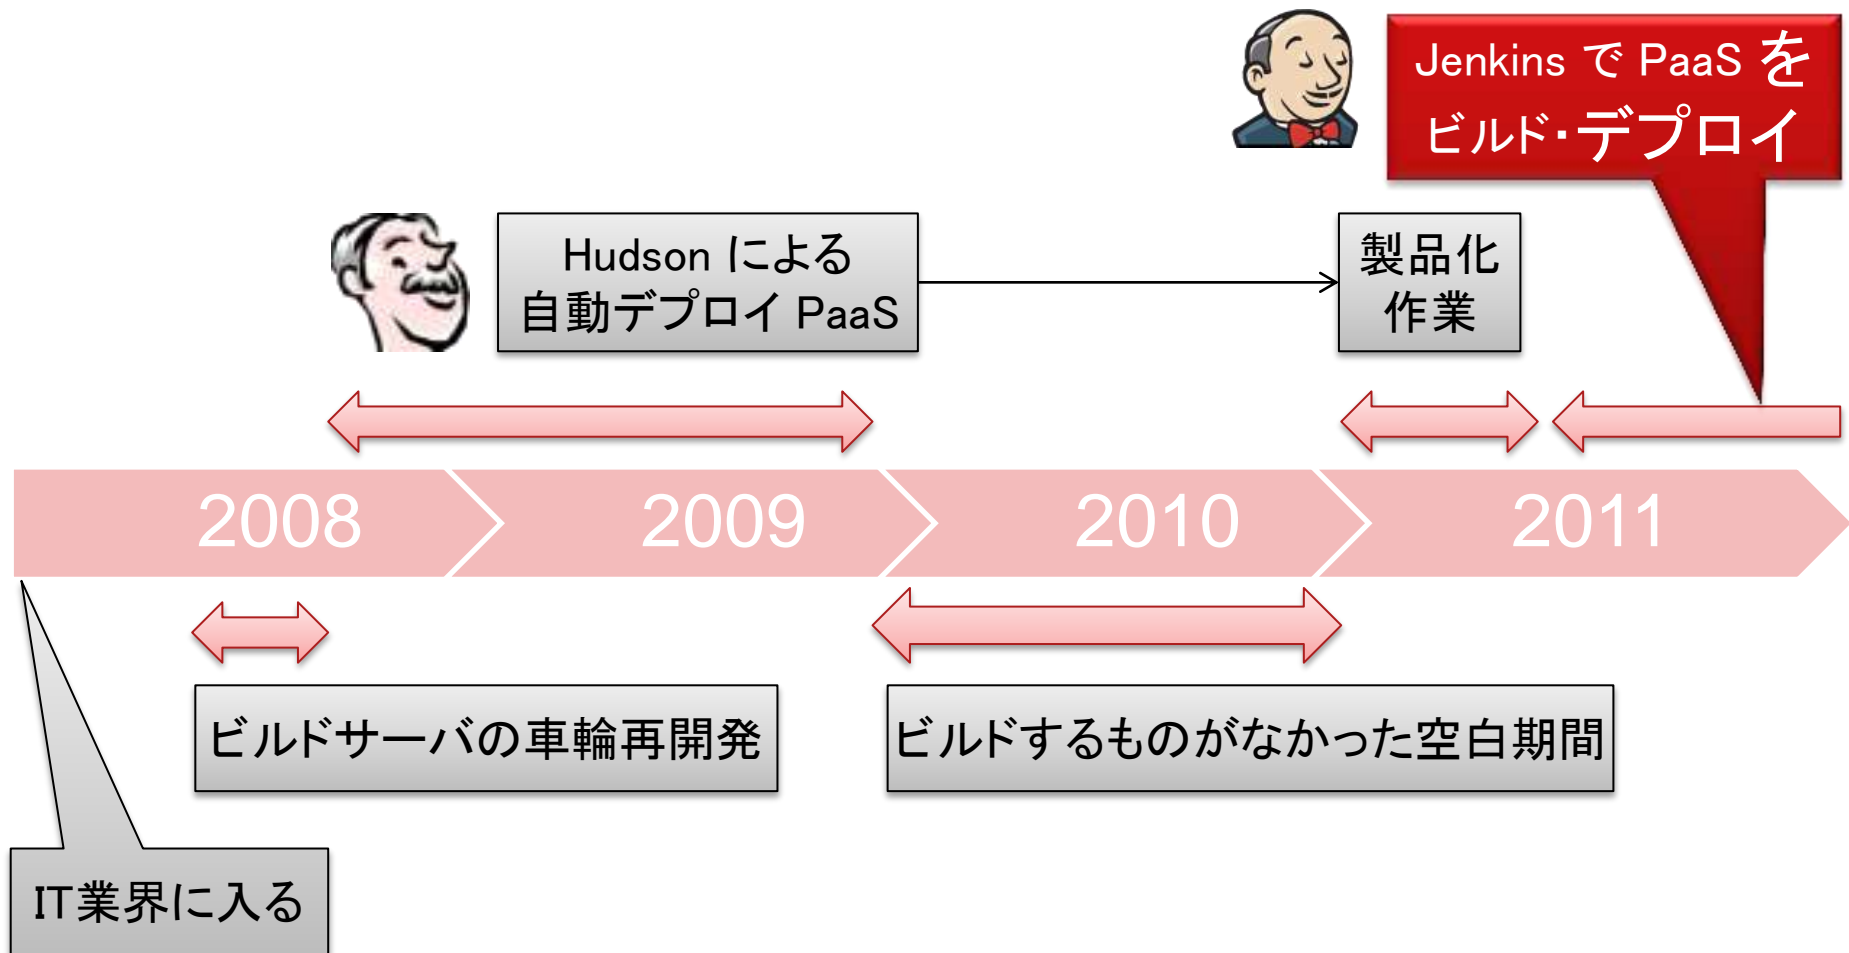 Jenkins で PaaS を
ビルド・デプロイ
Hudson による
自動デプロイ PaaS
製品化
作業
2008
2009
2010
2011
ビルドサーバの車輪再開発
ビルドするものがなかった空白期間
IT業界に入る